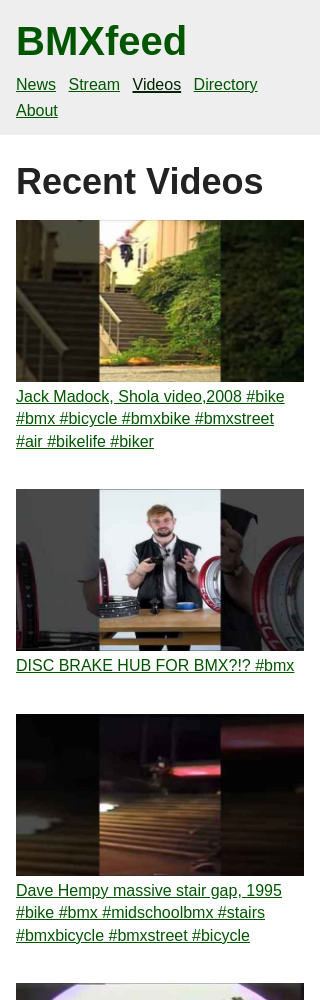 BMXfeed
News Stream Videos Directory
About
Recent Videos
Jack Madock, Shola video,2008 #bike
#bmx #bicycle #bmxbike #bmxstreet
#air #bikelife #biker
DISC BRAKE HUB FOR BMX?!? #bmx
Dave Hempy massive stair gap, 1995
#bike #bmx #midschoolbmx #stairs
#bmxbicycle #bmxstreet #bicycle